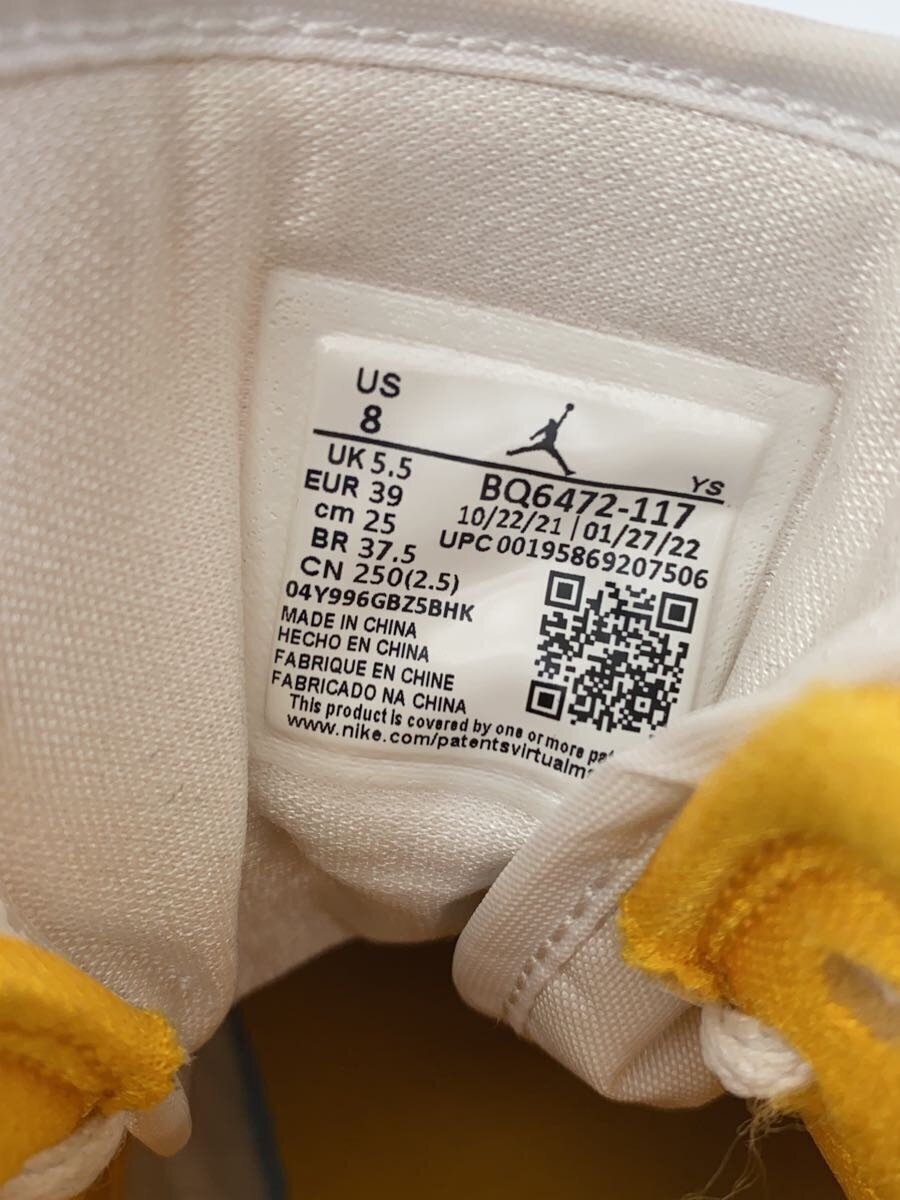 US
8
YS
UK 5.5
EUR 39
cm 25
BR 37.5
CN 250(2.5)
BQ6472-117
10/22/21 | 01/27/22
UPC 00195869207506
04Y996GBZ5BHK
MADE IN CHINA
HECHO EN CHINA
FABRIQUE EN CHINE
FABRICADO NA CHINA
This product is covered by one or more
www.nike.com/patentsvirtualm